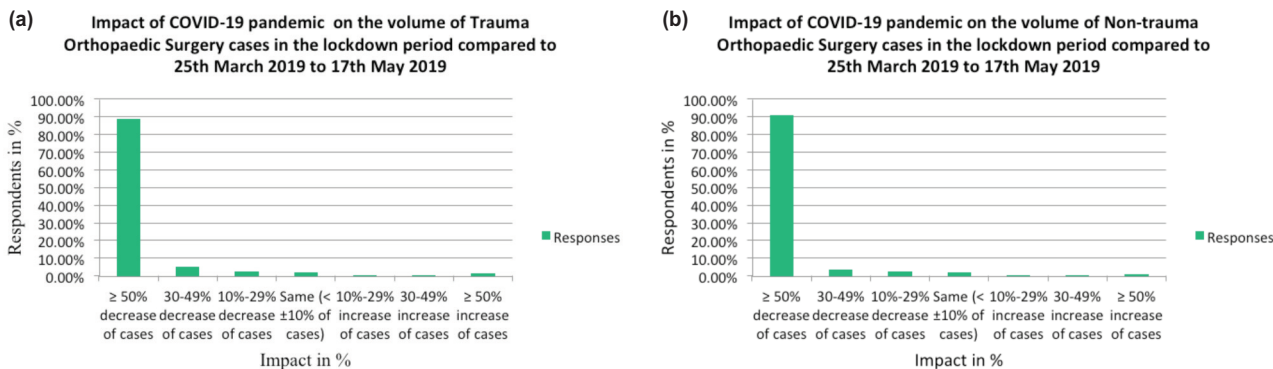 (a)
Impact of COVID-19 pandemic on the volume of Trauma
Orthopaedic Surgery cases in the lockdown period compared to
25th March 2019 to 17th May 2019
Respondents in %
100.00%
90.00%
80.00%
70.00%
60.00%
50.00%
40.00%
30.00%
20.00%
10.00%
0.00%
≥ 50% 30-49% 10%-29% Same (< 10%-29% 30-49% ≥ 50%
decrease decrease decrease ±10% of increase increase increase
of cases of cases of cases cases) of cases of cases of cases
Impact in %
Responses
(b)
Impact of COVID-19 pandemic on the volume of Non-trauma
Orthopaedic Surgery cases in the lockdown period compared to
25th March 2019 to 17th May 2019
Respondents in %
100.00%
90.00%
80.00%
70.00%
60.00%
50.00%
40.00%
30.00%
20.00%
10.00%
0.00%
≥ 50% 30-49% 10%-29% Same (< 10%-29% 30-49% ≥ 50%
decrease decrease decrease ±10% of increase increase increase
of cases of cases of cases cases) of cases of cases of cases
Impact in %
Responses